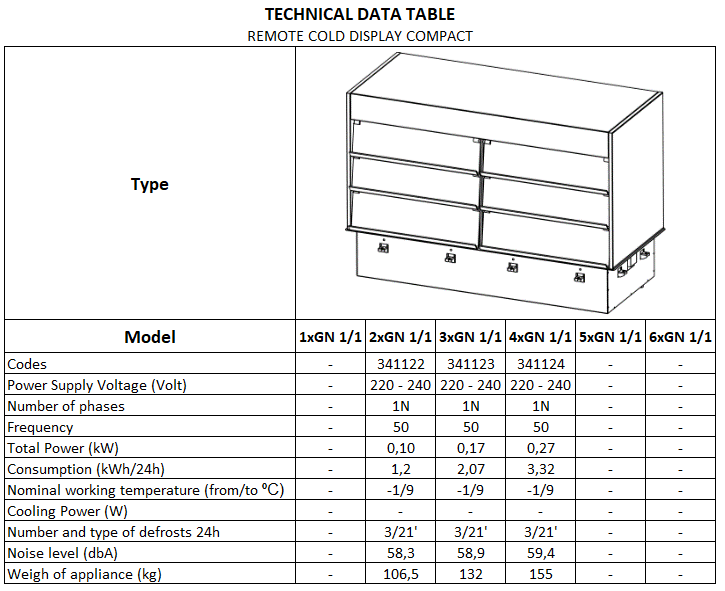 TECHNICAL DATA TABLE
REMOTE COLD DISPLAY COMPACT
Type
Model 1xGN 1/1 2xGN 1/1 3xGN 1/1 4xGN 1/1 5xGN 1/1 6xGN 1/1
Codes - 341122 341123 341124 - -
Power Supply Voltage (Volt) - 220 - 240 220 - 240 220 - 240 - -
Number of phases - 1N 1N 1N - -
Frequency - 50 50 50 - -
Total Power (kW) - 0,10 0,17 0,27 - -
Consumption (kWh/24h) - 1,2 2,07 3,32 - -
Nominal working temperature (from/to ⁰C) - -1/9 -1/9 -1/9 - -
Cooling Power (W) - - - - - -
Number and type of defrosts 24h - 3/21' 3/21' 3/21' - -
Noise level (dbA) - 58,3 58,9 59,4 - -
Weigh of appliance (kg) - 106,5 132 155 - -